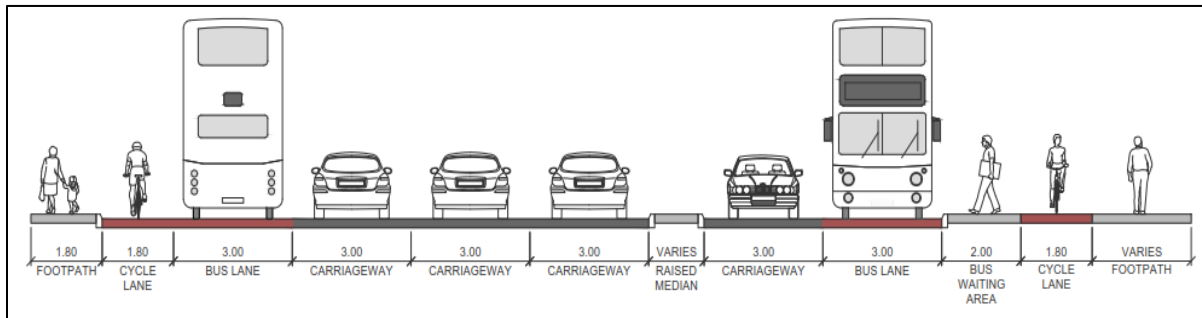 1.80 1.80 3.00 3.00 3.00 3.00 VARIES 3.00 3.00 2.00 1.80 VARIES
FOOTPATH CYCLE LANE BUS LANE CARRIAGEWAY CARRIAGEWAY CARRIAGEWAY RAISED MEDIAN CARRIAGEWAY BUS LANE BUS WAITING AREA CYCLE LANE FOOTPATH